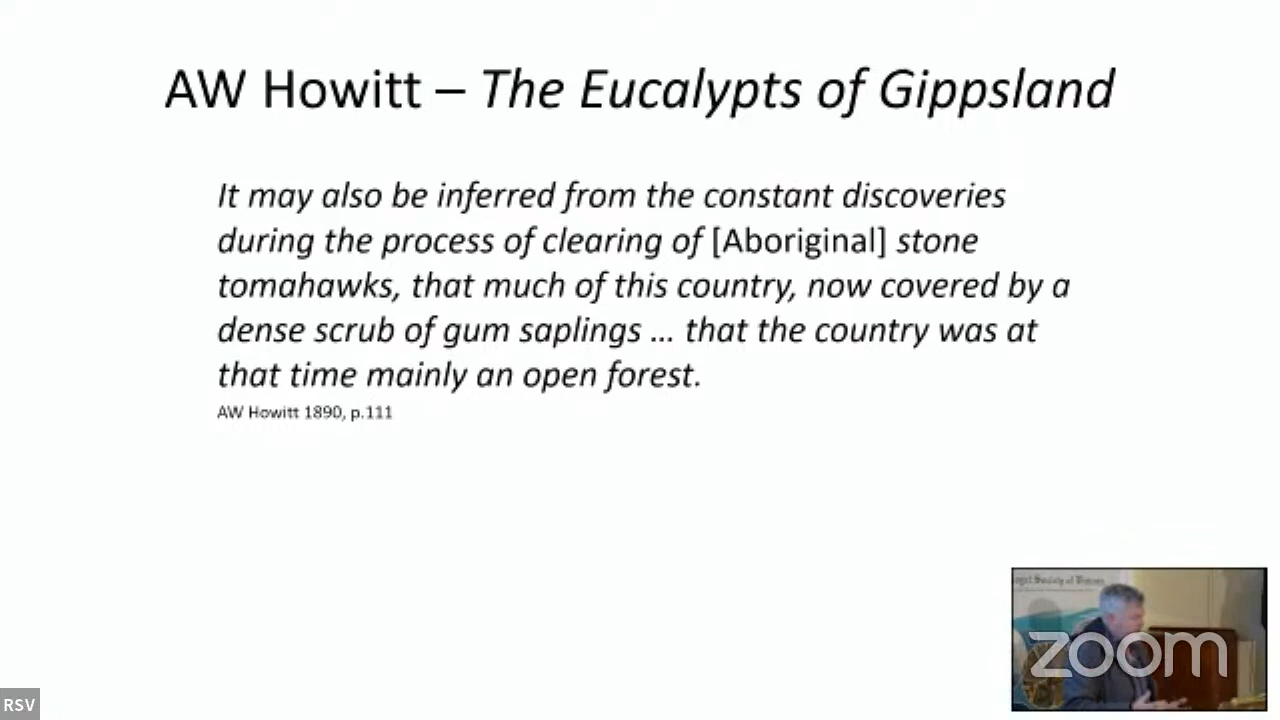 AW Howitt – The Eucalypts of Gippsland
It may also be inferred from the constant discoveries
during the process of clearing of [Aboriginal] stone
tomahawks, that much of this country, now covered by a
dense scrub of gum saplings ... that the country was at
that time mainly an open forest.
AW Howitt 1890, p.111
Society of
zoom
RSV